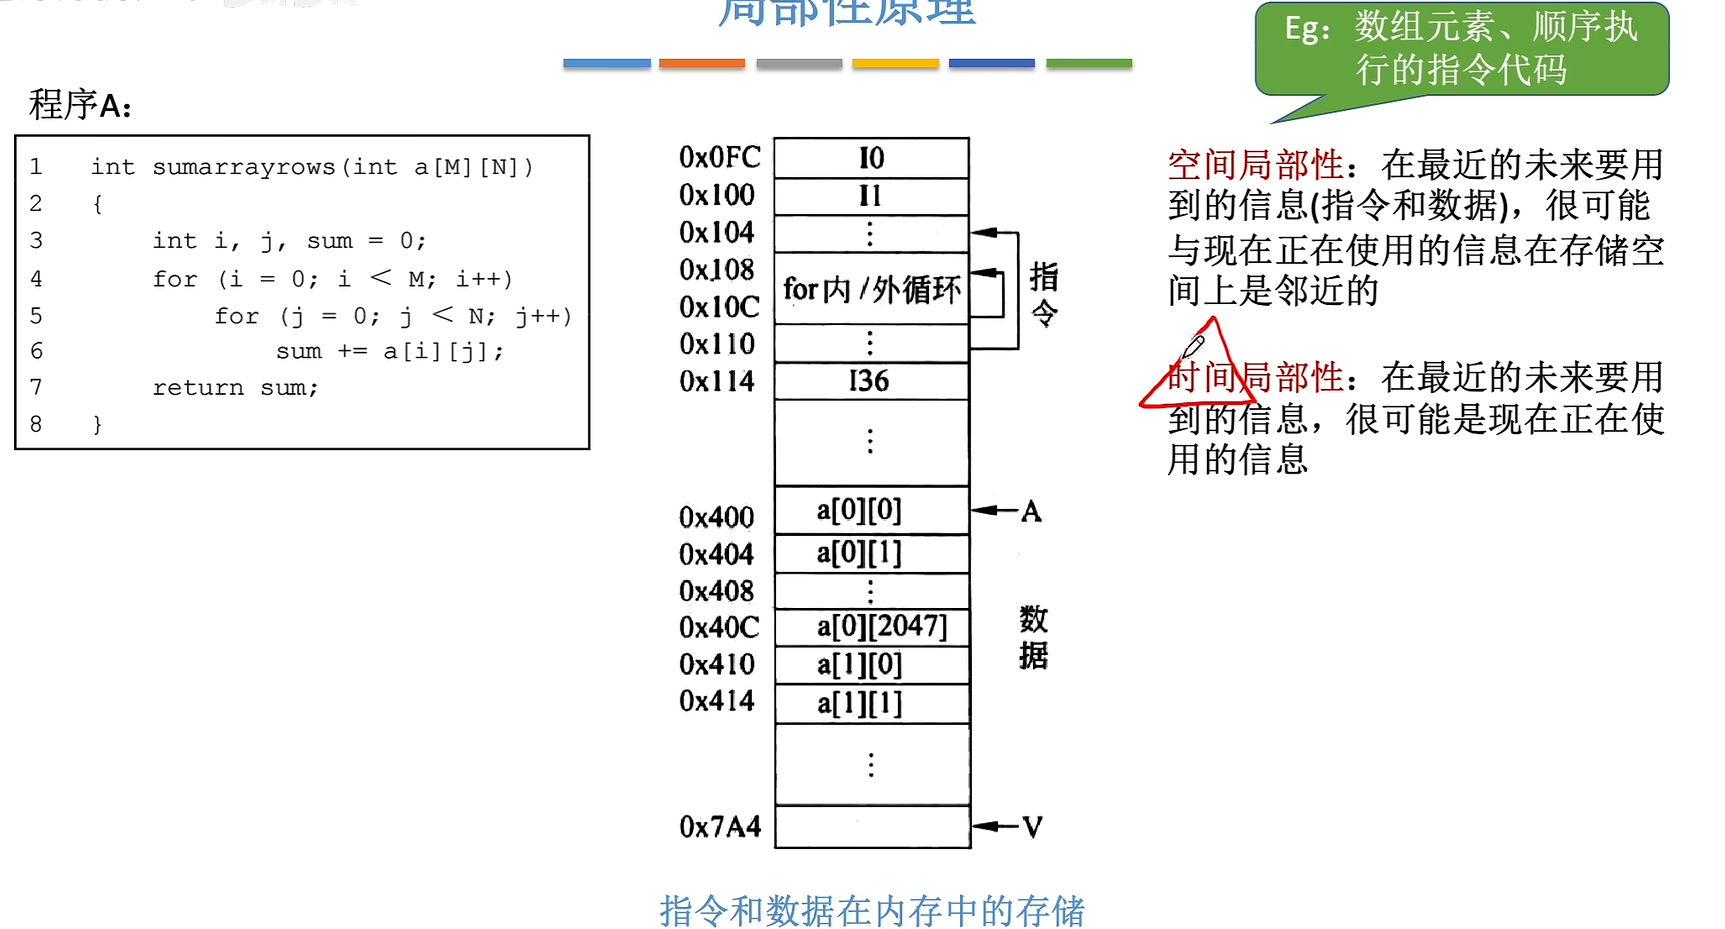 局部性原理
Eg：数组元素、顺序执
行的指令代码
程序A：
1 int sumarrayrows(int a[M][N])
2 {
3 int i, j, sum = 0;
4 for (i = 0; i < M; i++)
5 for (j = 0; j < N; j++)
6 sum += a[i][j];
7 return sum;
8 }
0x0FC I0
0x100 I1
0x104 ⋮
0x108
for内/外循环
0x10C
0x110 ⋮
0x114 I36
⋮
指
令
0x400 a[0][0] A
0x404 a[0][1]
0x408 ⋮
0x40C a[0][2047]
0x410 a[1][0]
0x414 a[1][1]
⋮
数
据
0x7A4 V
空间局部性：在最近的未来要用
到的信息(指令和数据)，很可能
与现在正在使用的信息在存储空
间上是邻近的
时间局部性：在最近的未来要用
到的信息，很可能是现在正在使
用的信息
指令和数据在内存中的存储